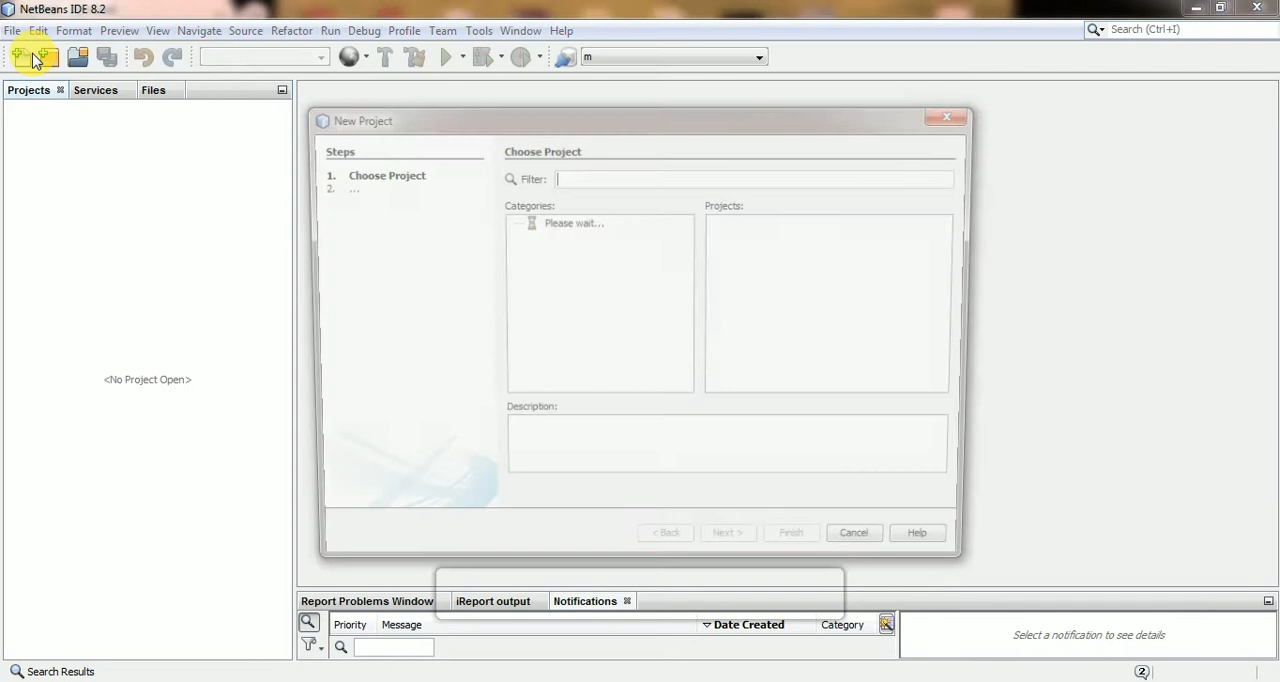 NetBeans IDE 8.2
File Edit Format Preview View Navigate Source Refactor Run Debug Profile Team Tools Window Help
Search (Ctrl+I)
m
Projects Services Files
New Project
Steps
1. Choose Project
2. ...
Choose Project
Filter:
Categories:
Projects:
Please wait...
<No Project Open>
Description:
< Back Next > Finish Cancel Help
Report Problems Window iReport output Notifications
Priority Message Date Created Category
Select a notification to see details
Search Results
2